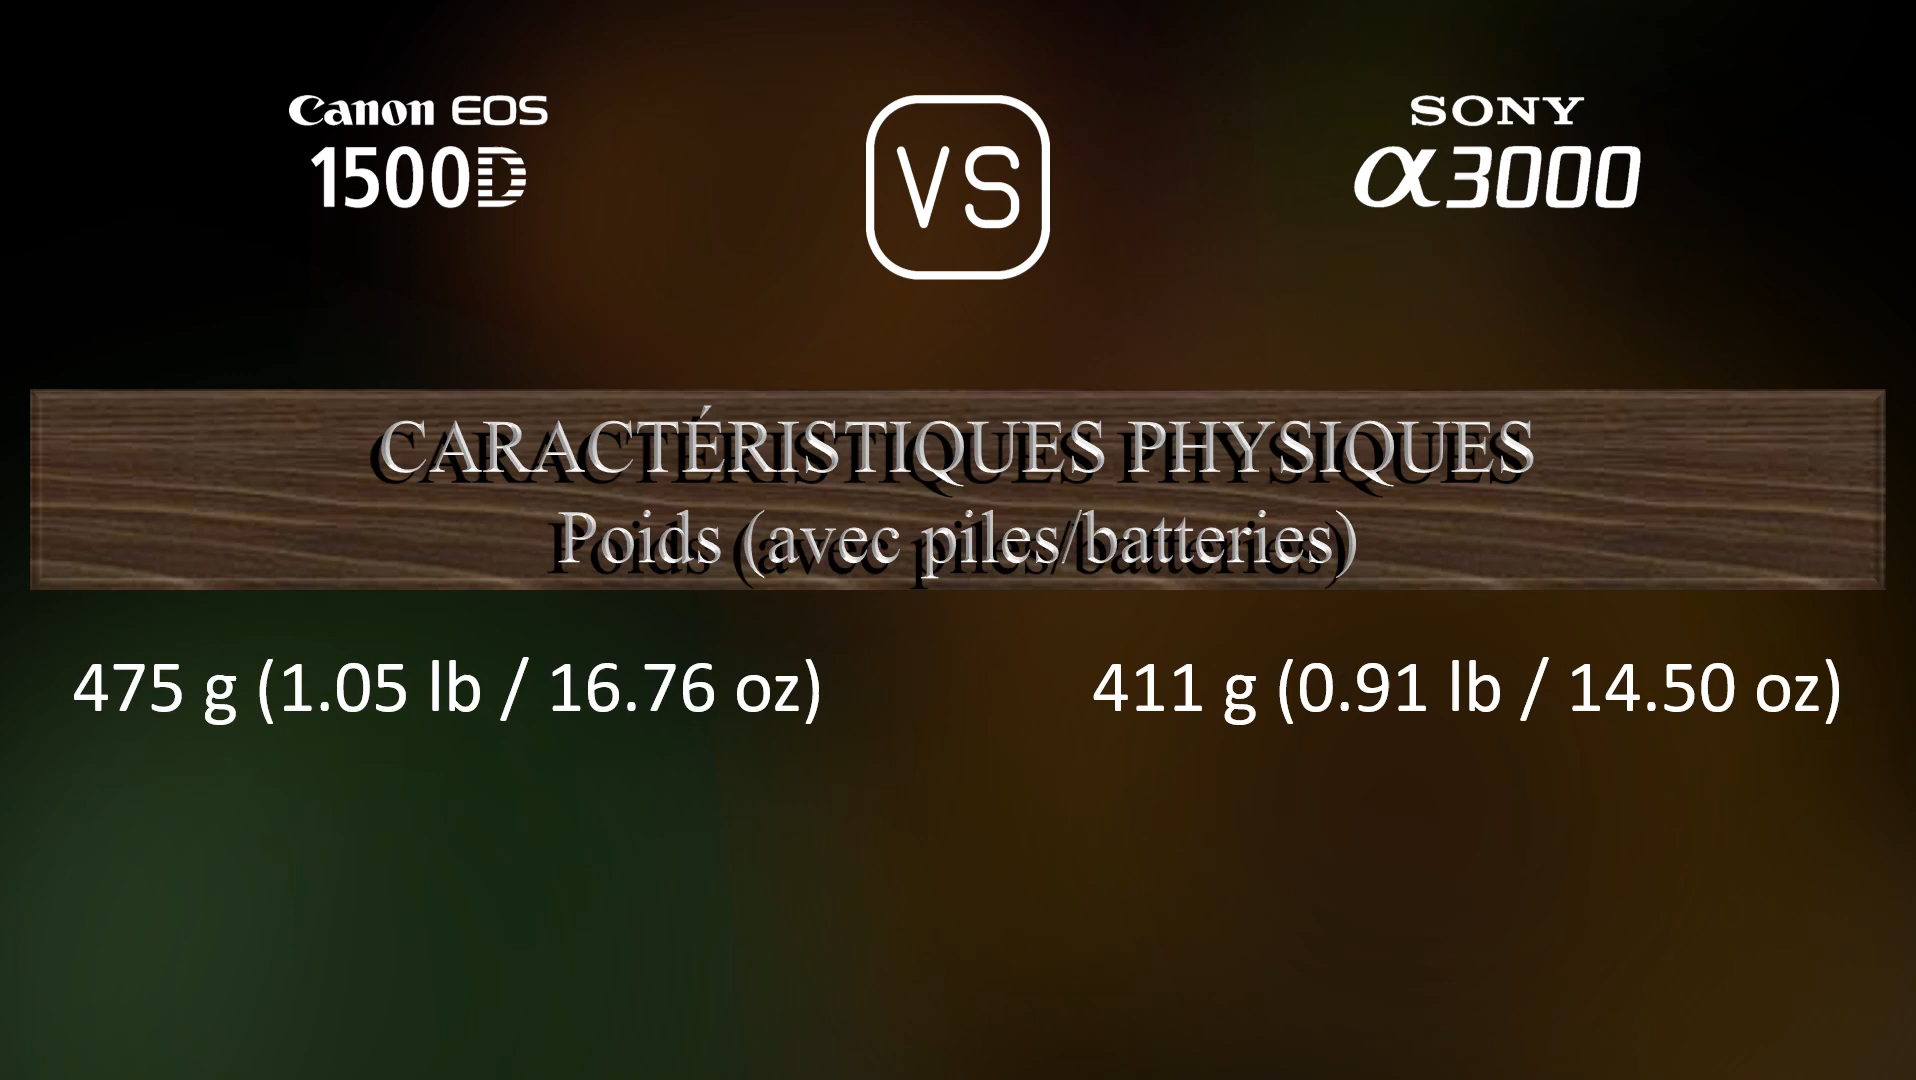 Canon EOS
1500D
VS
SONY
α3000
CARACTÉRISTIQUES PHYSIQUES
Poids (avec piles/batteries)
475 g (1.05 lb / 16.76 oz)
411 g (0.91 lb / 14.50 oz)